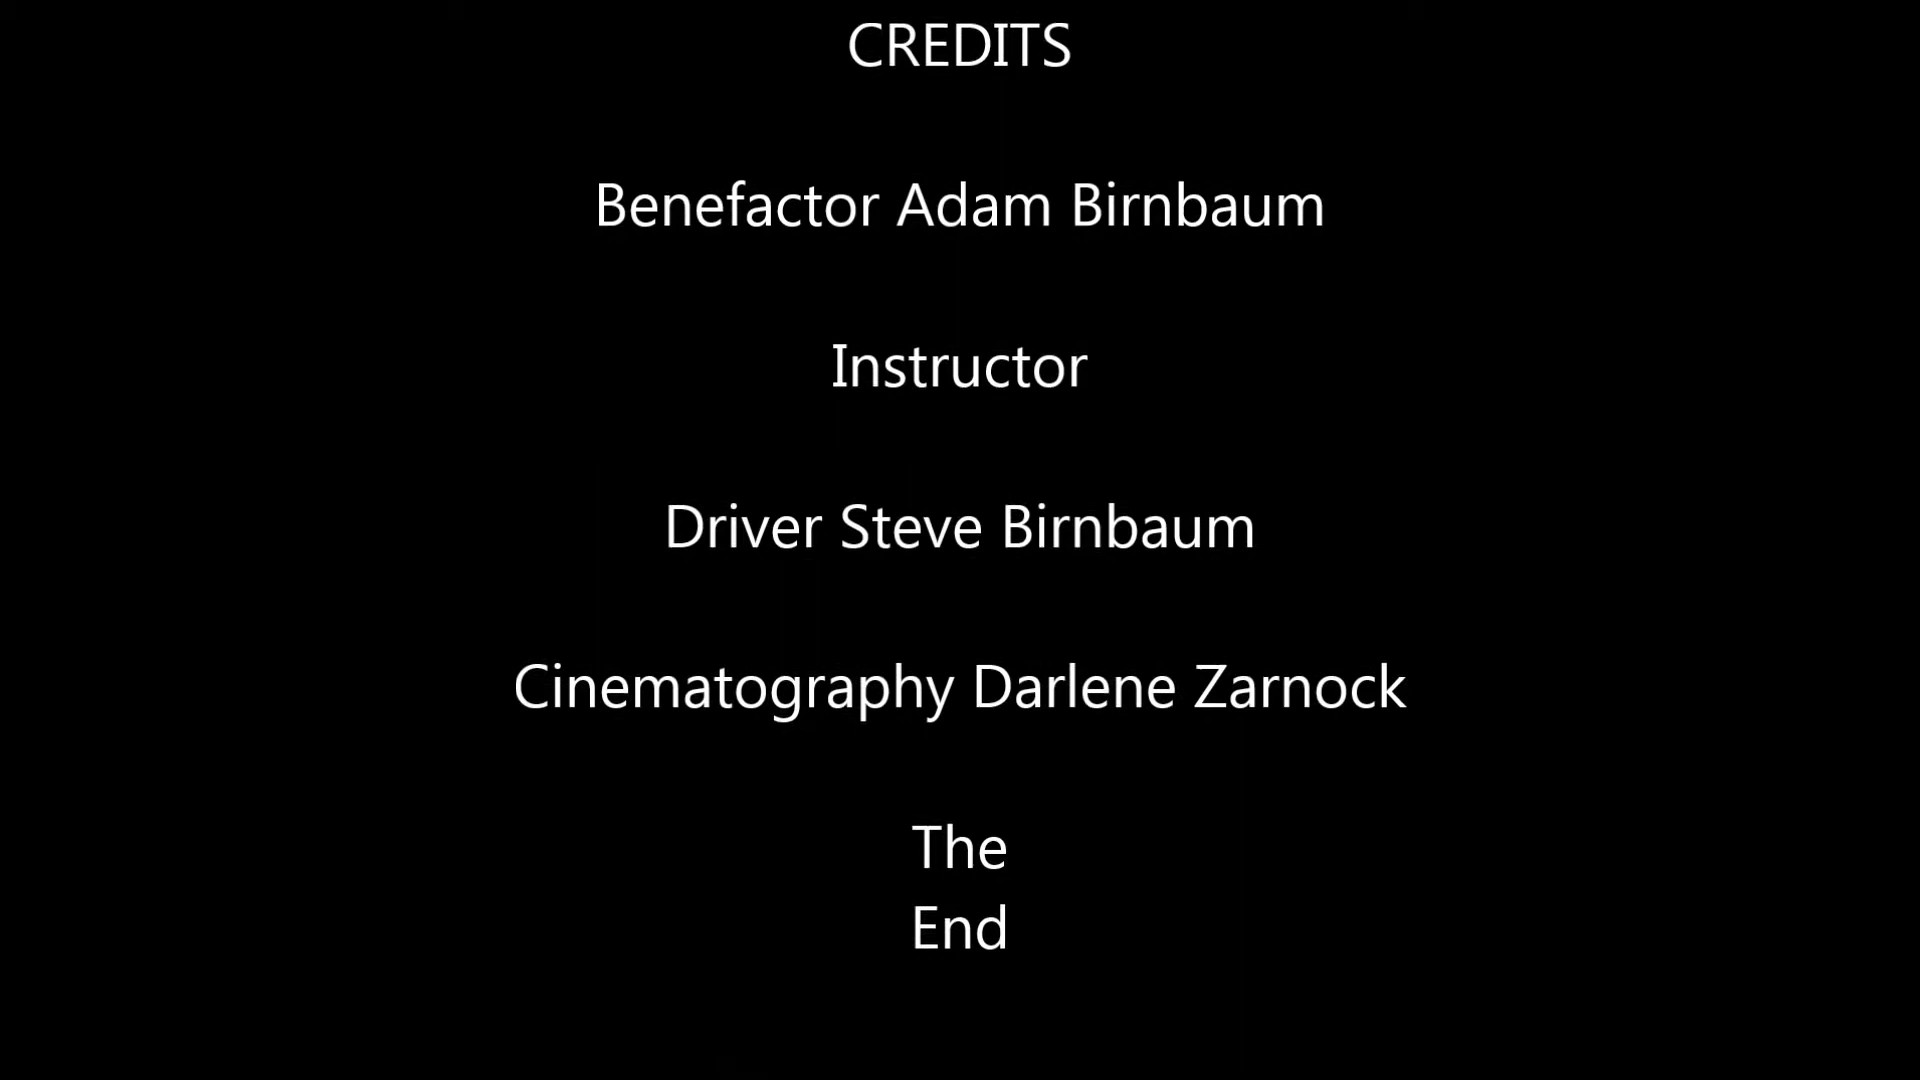 CREDITS
Benefactor Adam Birnbaum
Instructor
Driver Steve Birnbaum
Cinematography Darlene Zarnock
The
End